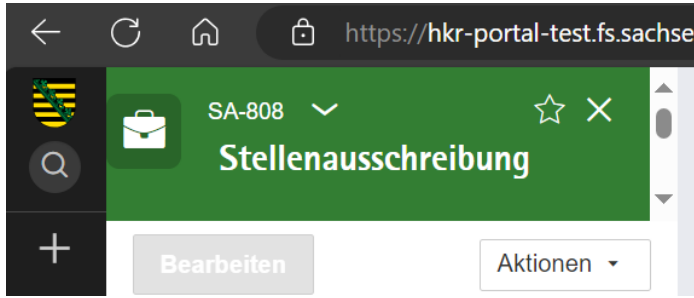 https://hkr-portal-test.fs.sachse
SA-808
Stellenausschreibung
Bearbeiten
Aktionen